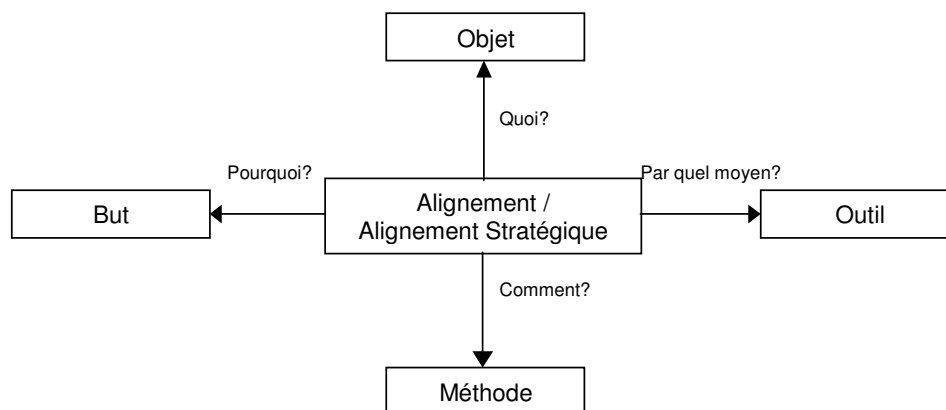 Objet
Quoi?
Pourquoi?
Par quel moyen?
But
Alignement /
Alignement Stratégique
Outil
Comment?
Méthode